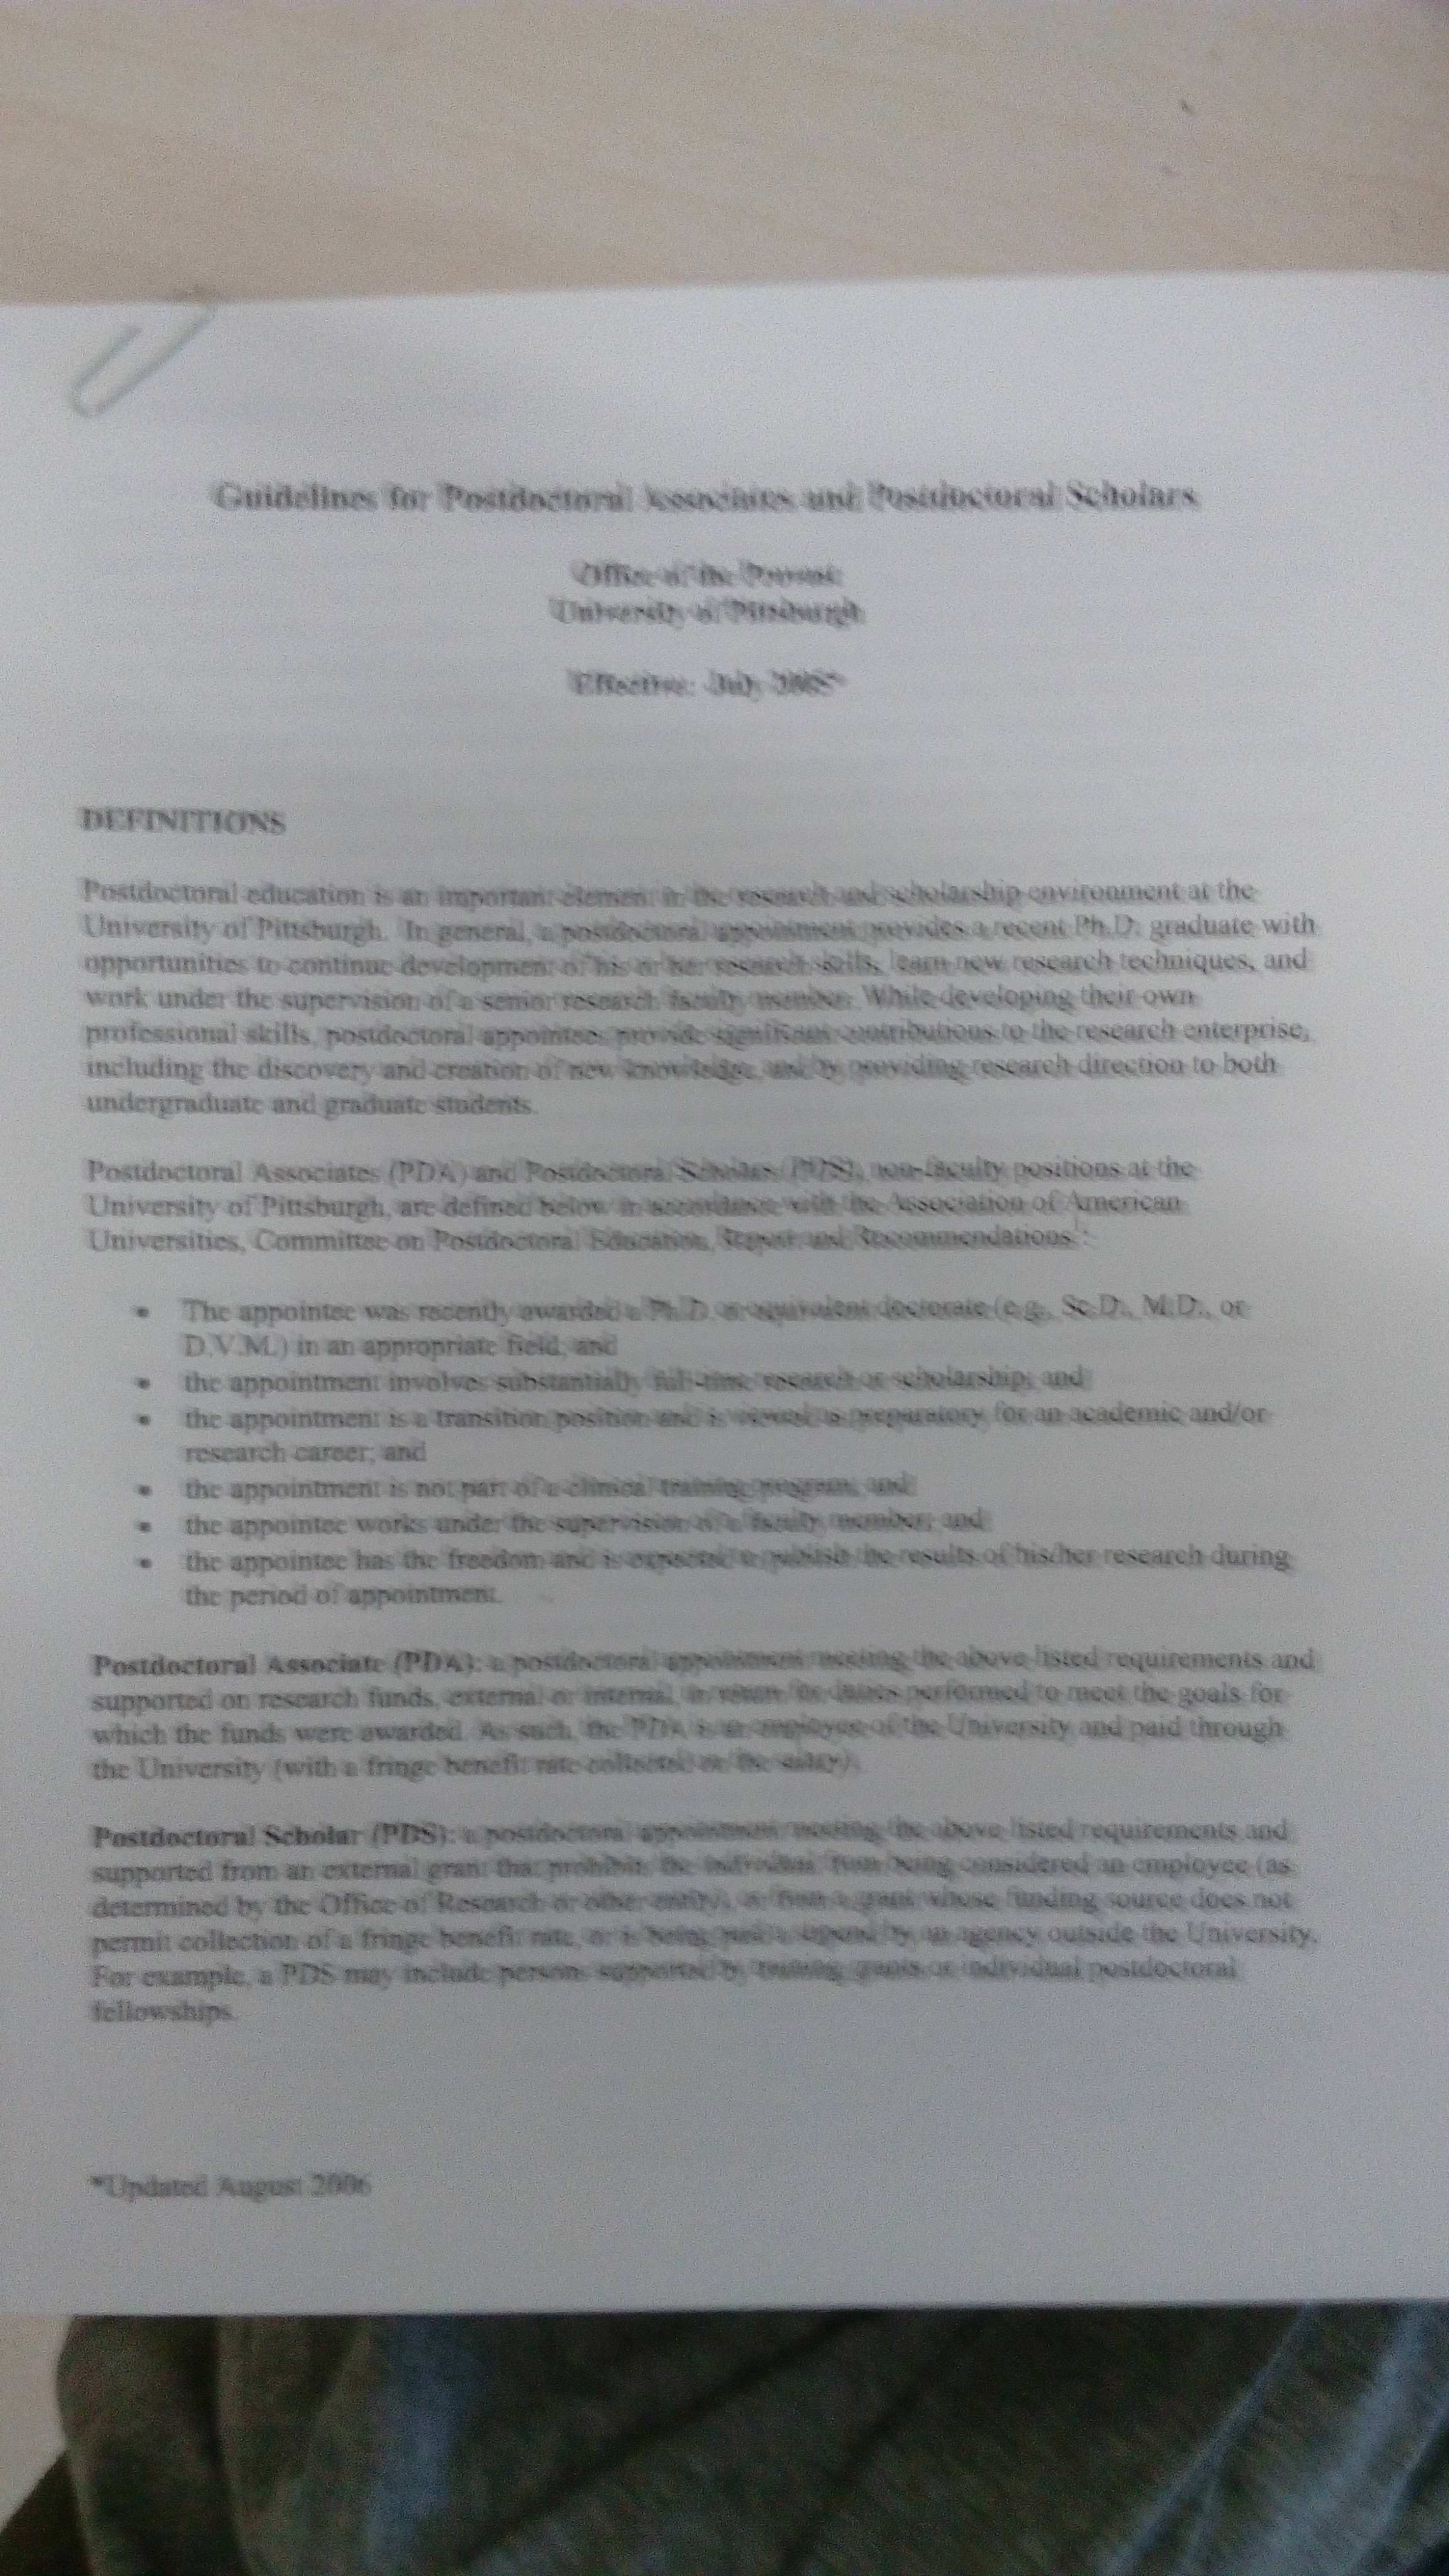 Guidelines for Postdoctoral Associates and Postdoctoral Scholars
Office of the Provost
University of Pittsburgh
Effective: July 2005*
DEFINITIONS
Postdoctoral education is an important element in the research and scholarship environment at the
University of Pittsburgh. In general, a postdoctoral appointment provides a recent Ph.D. graduate with
opportunities to continue development of his or her research skills, learn new research techniques, and
work under the supervision of a senior research faculty member. While developing their own
professional skills, postdoctoral appointees provide significant contributions to the research enterprise,
including the discovery and creation of new knowledge, and by providing research direction to both
undergraduate and graduate students.
Postdoctoral Associates (PDA) and Postdoctoral Scholars (PDS), non-faculty positions at the
University of Pittsburgh, are defined below in accordance with the Association of American
Universities, Committee on Postdoctoral Education, Report and Recommendations:
• The appointee was recently awarded a Ph.D. or equivalent doctorate (e.g., Sc.D., M.D., or
D.V.M.) in an appropriate field; and
• the appointment involves substantially full-time research or scholarship; and
• the appointment is a transition position and is viewed as preparatory for an academic and/or
research career; and
• the appointment is not part of a clinical training program; and
• the appointee works under the supervision of a faculty member; and
• the appointee has the freedom and is expected to publish the results of his/her research during
the period of appointment.
Postdoctoral Associate (PDA): a postdoctoral appointment meeting the above listed requirements and
supported on research funds, external or internal, in return for duties performed to meet the goals for
which the funds were awarded. As such, the PDA is an employee of the University and paid through
the University (with a fringe benefit rate collected on the salary).
Postdoctoral Scholar (PDS): a postdoctoral appointment meeting the above listed requirements and
supported from an external grant that prohibits the individual from being considered an employee (as
determined by the Office of Research or other entity), or from a grant whose funding source does not
permit collection of a fringe benefit rate, or is being paid a stipend by an agency outside the University.
For example, a PDS may include persons supported by training grants or individual postdoctoral
fellowships.
*Updated August 2006